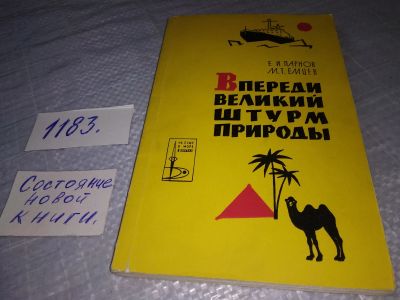 1183.
Состояние
новой
книги.
Е. И. ПАРНОВ
М. Т. ЕМЦЕВ
ВПЕРЕДИ
ВЕЛИКИЙ
ШТУРМ
ПРИРОДЫ